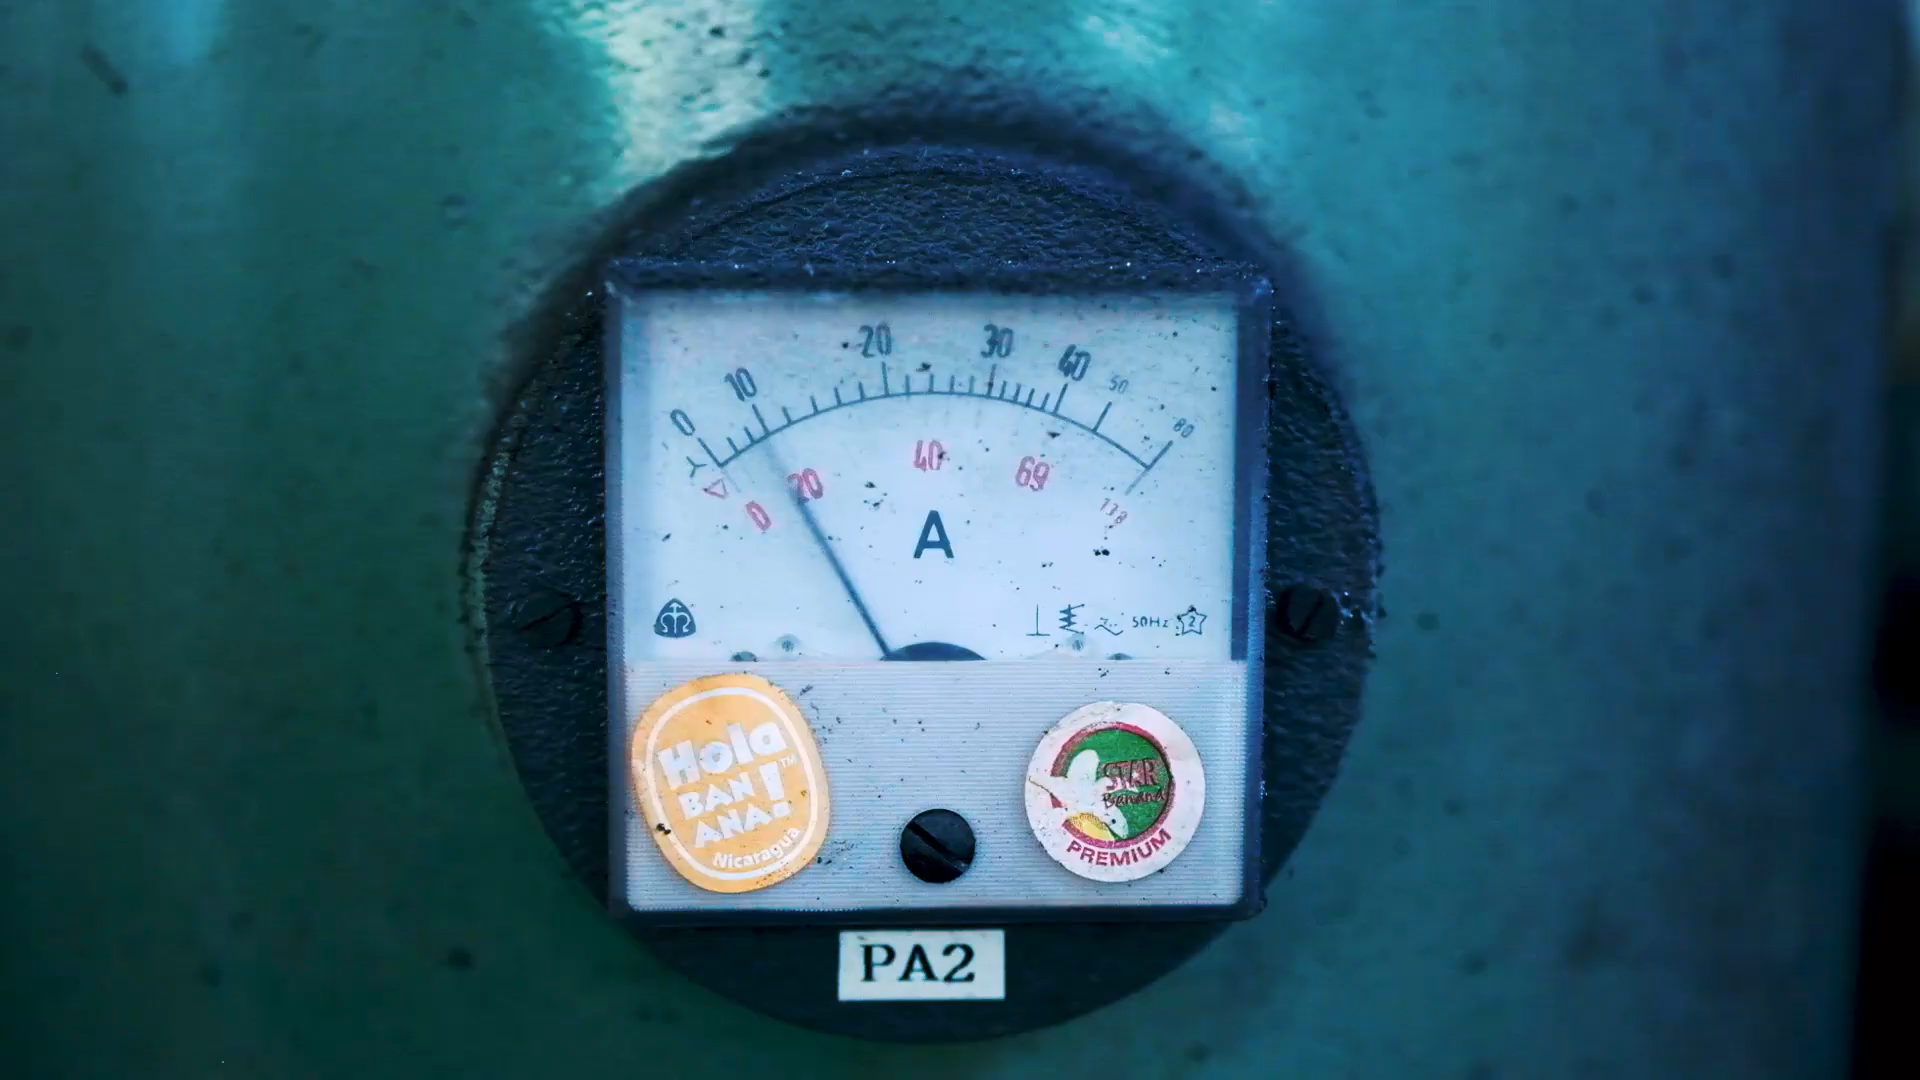 0 10 20 30 40 50 80
Y
Δ 0 20 40 69 138
A
50Hz 2
Hola
BAN
ANA!™
Nicaragua
STAR
Banana
PREMIUM
PA2